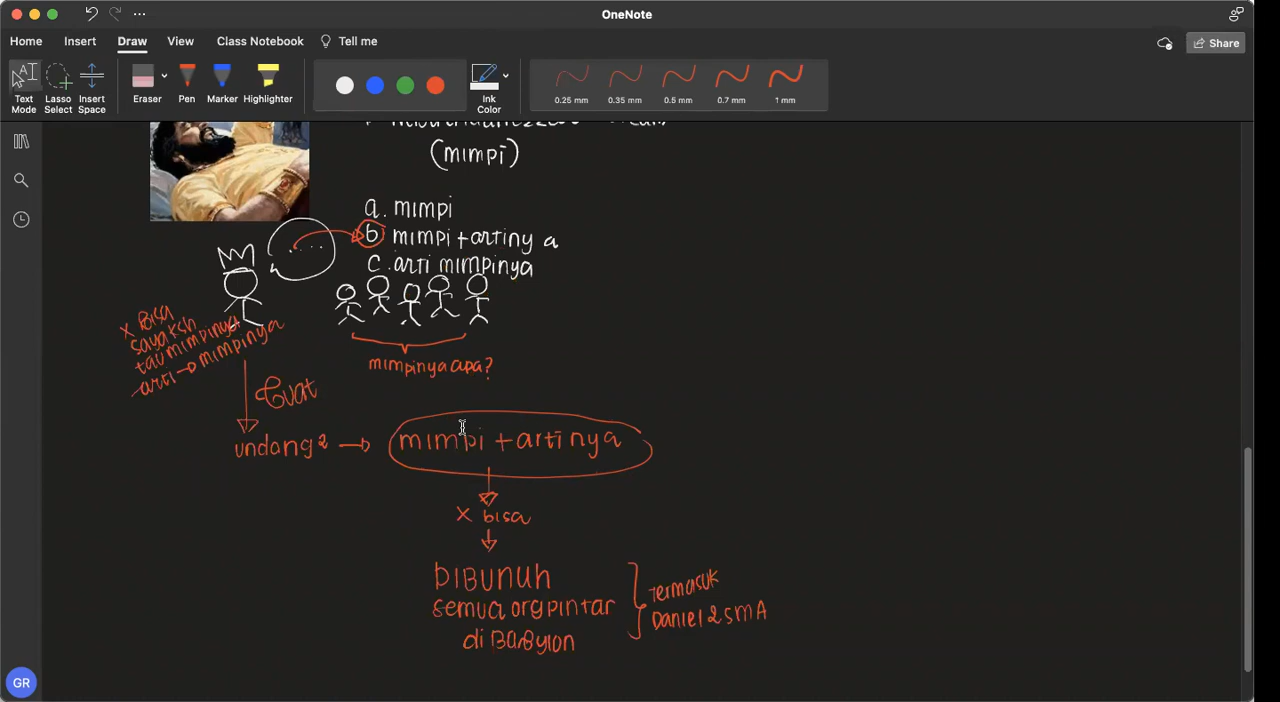 OneNote
Home Insert Draw View Class Notebook Tell me
Share
Text Mode
Lasso Select
Insert Space
Eraser
Pen
Marker
Highlighter
Ink Color
0.25 mm
0.35 mm
0.5 mm
0.7 mm
1 mm
(mimpi)
a. mimpi
b mimpi + artinya
c. arti mimpinya
x Bisa
saya ksh
tau mimpinya
arti → mimpinya
mimpinya apa?
buat
undang2 → mimpi + artinya
x bisa
DIBUNUH
semua org pintar
di BaBylon
Termasuk
Daniel 2 SMA
GR